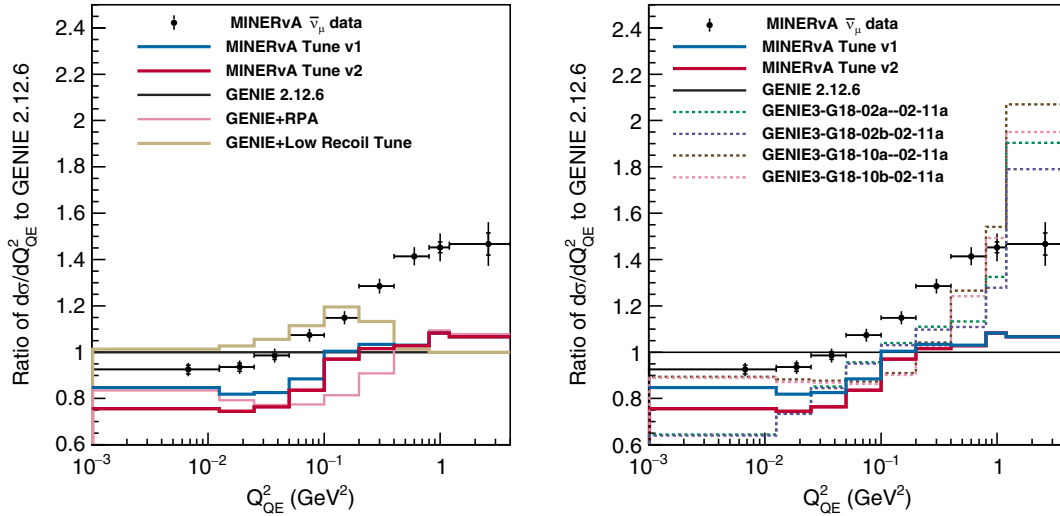 MINERvA ν̄μ data
MINERvA Tune v1
MINERvA Tune v2
GENIE 2.12.6
GENIE+RPA
GENIE+Low Recoil Tune
Ratio of dσ/dQ²QE to GENIE 2.12.6
2.4
2.2
2
1.8
1.6
1.4
1.2
1
0.8
0.6
10⁻³
10⁻²
10⁻¹
1
Q²QE (GeV²)
MINERvA ν̄μ data
MINERvA Tune v1
MINERvA Tune v2
GENIE 2.12.6
GENIE3-G18-02a--02-11a
GENIE3-G18-02b-02-11a
GENIE3-G18-10a--02-11a
GENIE3-G18-10b-02-11a
Ratio of dσ/dQ²QE to GENIE 2.12.6
2.4
2.2
2
1.8
1.6
1.4
1.2
1
0.8
0.6
10⁻³
10⁻²
10⁻¹
1
Q²QE (GeV²)